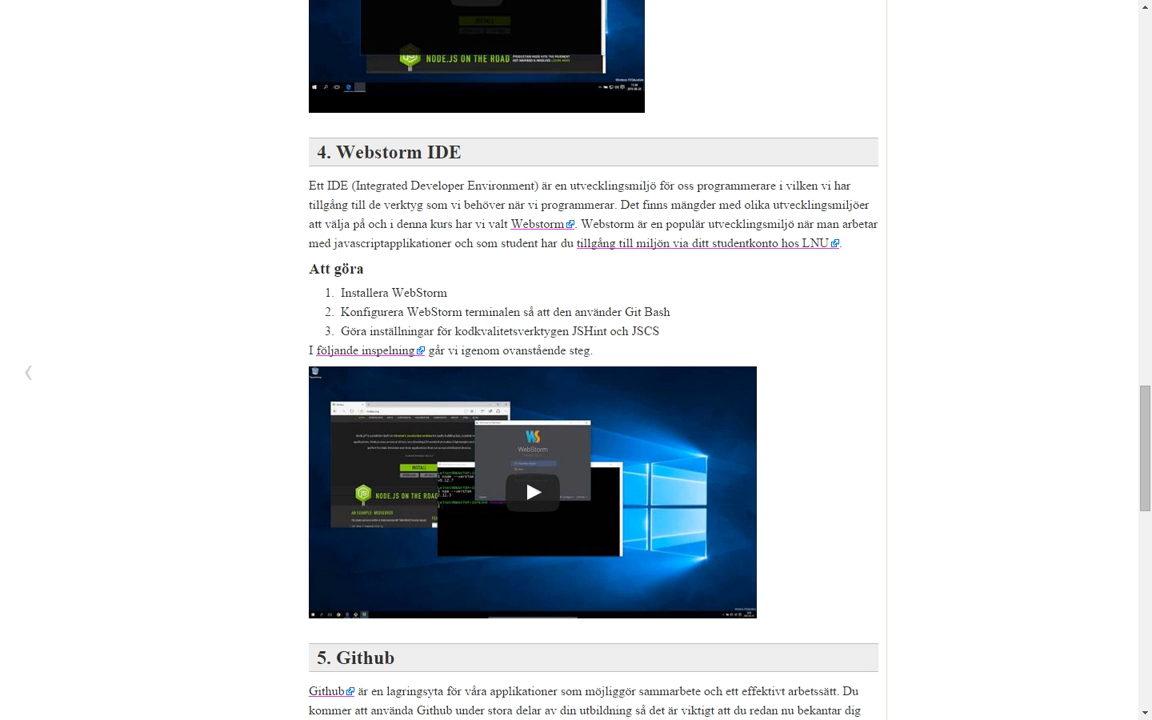 NODE.JS ON THE ROAD
4. Webstorm IDE
Ett IDE (Integrated Developer Environment) är en utvecklingsmiljö för oss programmerare i vilken vi har
tillgång till de verktyg som vi behöver när vi programmerar. Det finns mängder med olika utvecklingsmiljöer
att välja på och i denna kurs har vi valt Webstorm. Webstorm är en populär utvecklingsmiljö när man arbetar
med javascriptapplikationer och som student har du tillgång till miljön via ditt studentkonto hos LNU.
Att göra
1. Installera WebStorm
2. Konfigurera WebStorm terminalen så att den använder Git Bash
3. Göra inställningar för kodkvalitetsverktygen JSHint och JSCS
I följande inspelning går vi igenom ovanstående steg.
WS
WebStorm
INSTALL
NODE.JS ON THE ROAD
AN EXAMPLE: WEBSERVER
5. Github
Github är en lagringsyta för våra applikationer som möjliggör sammarbete och ett effektivt arbetssätt. Du
kommer att använda Github under stora delar av din utbildning så det är viktigt att du redan nu bekantar dig